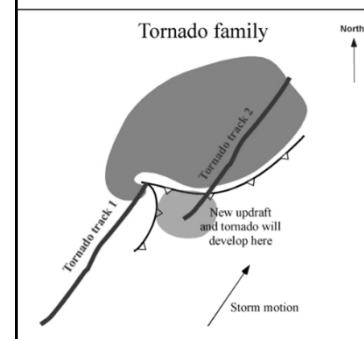 Tornado family
North
Tornado track 2
Tornado track 1
New updraft
and tornado will
develop here
Storm motion